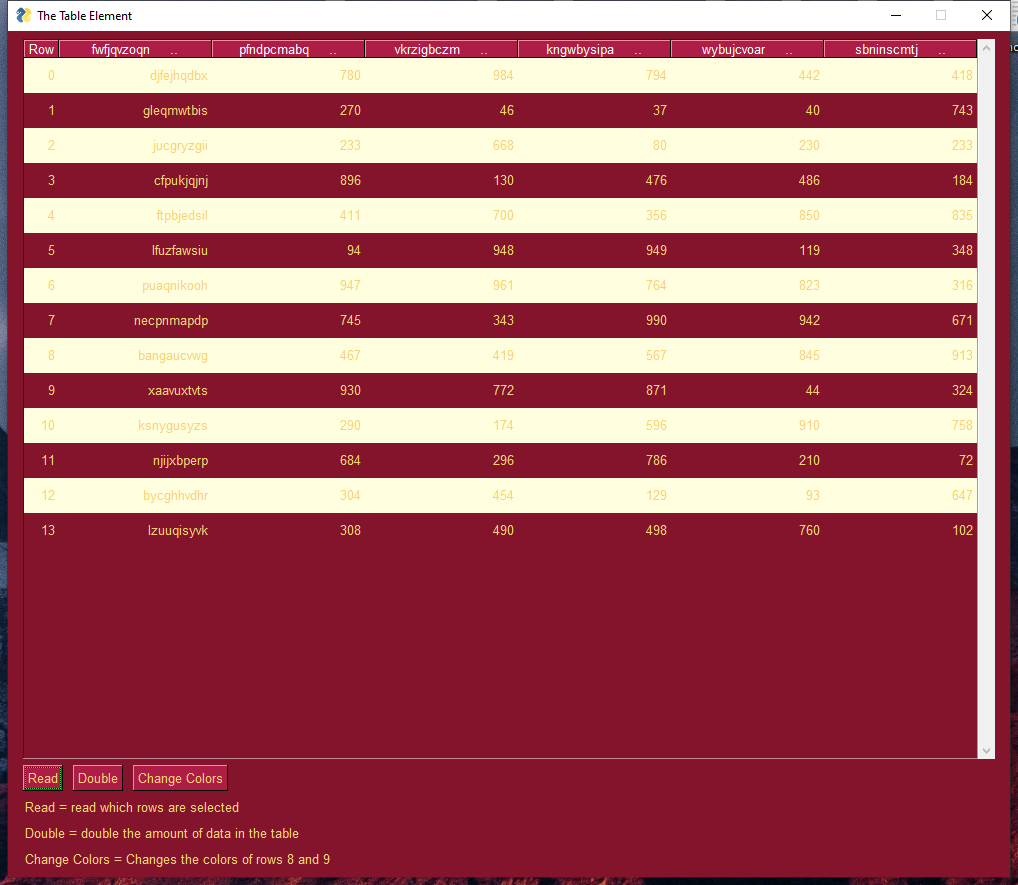 The Table Element
Row fwfjqvzoqn .. pfndpcmabq .. vkrzigbczm .. kngwbysipa .. wybujcvoar .. sbninscmtj ..
0 djfejhqdbx 780 984 794 442 418
1 gleqmwtbis 270 46 37 40 743
2 jucgryzgii 233 668 80 230 233
3 cfpukjqjnj 896 130 476 486 184
4 ftpbjedsil 411 700 356 850 835
5 lfuzfawsiu 94 948 949 119 348
6 puaqnikooh 947 961 764 823 316
7 necpnmapdp 745 343 990 942 671
8 bangaucvwg 467 419 567 845 913
9 xaavuxtvts 930 772 871 44 324
10 ksnygusyzs 290 174 596 910 758
11 njijxbperp 684 296 786 210 72
12 bycghhvdhr 304 454 129 93 647
13 lzuuqisyvk 308 490 498 760 102
Read Double Change Colors
Read = read which rows are selected
Double = double the amount of data in the table
Change Colors = Changes the colors of rows 8 and 9